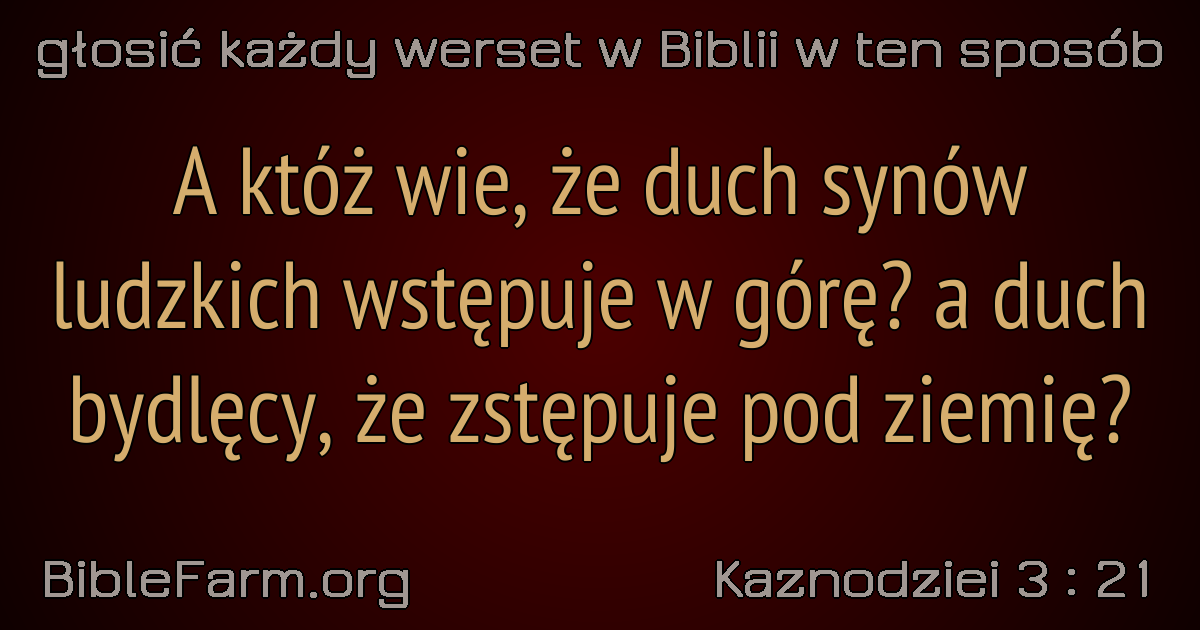 głosić każdy werset w Biblii w ten sposób
A któż wie, że duch synów
ludzkich wstępuje w górę? a duch
bydlęcy, że zstępuje pod ziemię?
BibleFarm.org
Kaznodziei 3 : 21